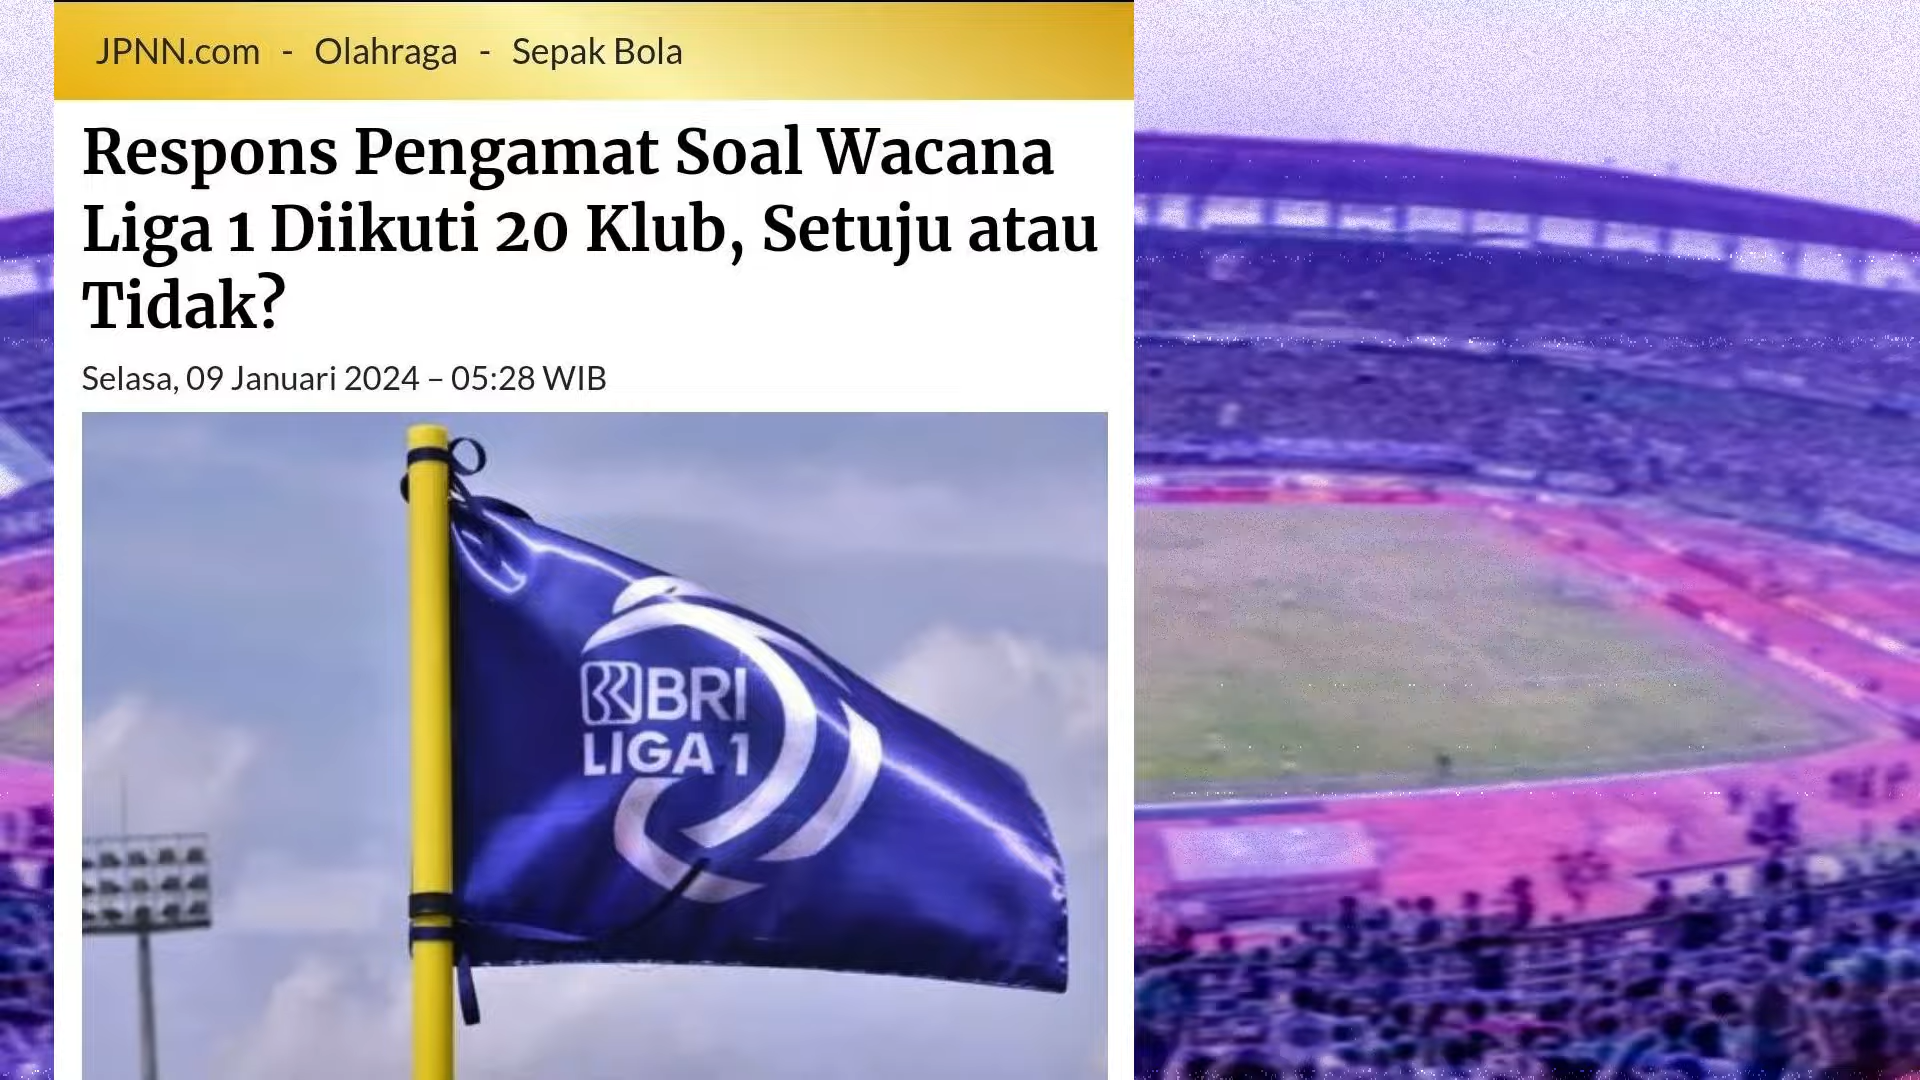 JPNN.com - Olahraga - Sepak Bola
Respons Pengamat Soal Wacana
Liga 1 Diikuti 20 Klub, Setuju atau
Tidak?
Selasa, 09 Januari 2024 – 05:28 WIB
BRI
LIGA 1